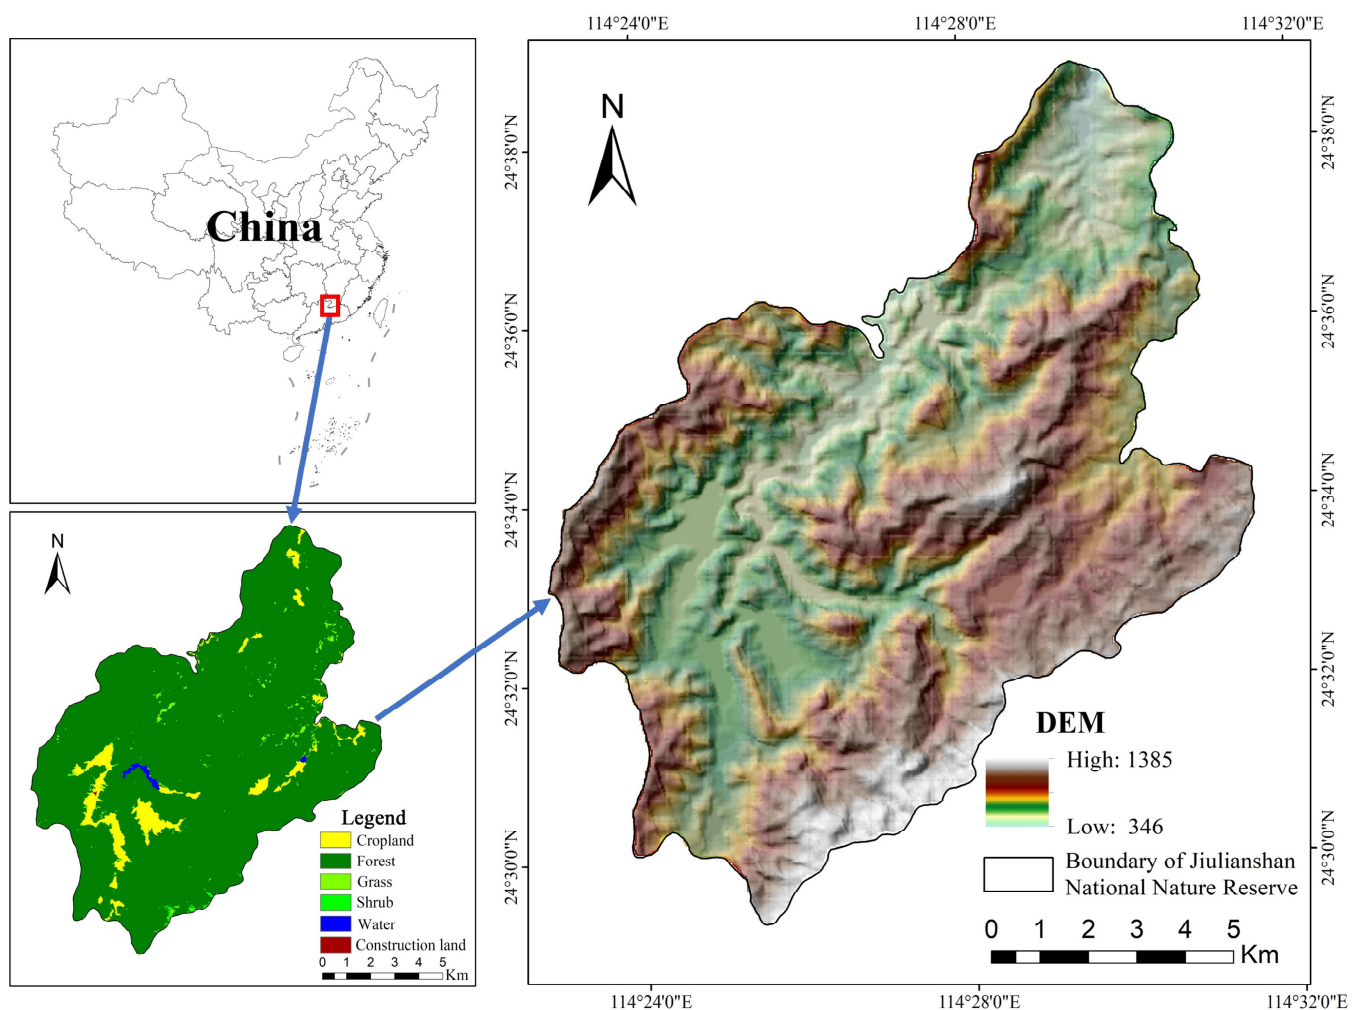 China
N
Legend
Cropland
Forest
Grass
Shrub
Water
Construction land
0 1 2 3 4 5
Km
114°24'0"E 114°28'0"E 114°32'0"E
N
24°38'0"N
24°36'0"N
24°34'0"N
24°32'0"N
24°30'0"N
24°38'0"N
24°36'0"N
24°34'0"N
24°32'0"N
24°30'0"N
DEM
High: 1385
Low: 346
Boundary of Jiulianshan
National Nature Reserve
0 1 2 3 4 5
Km
114°24'0"E 114°28'0"E 114°32'0"E